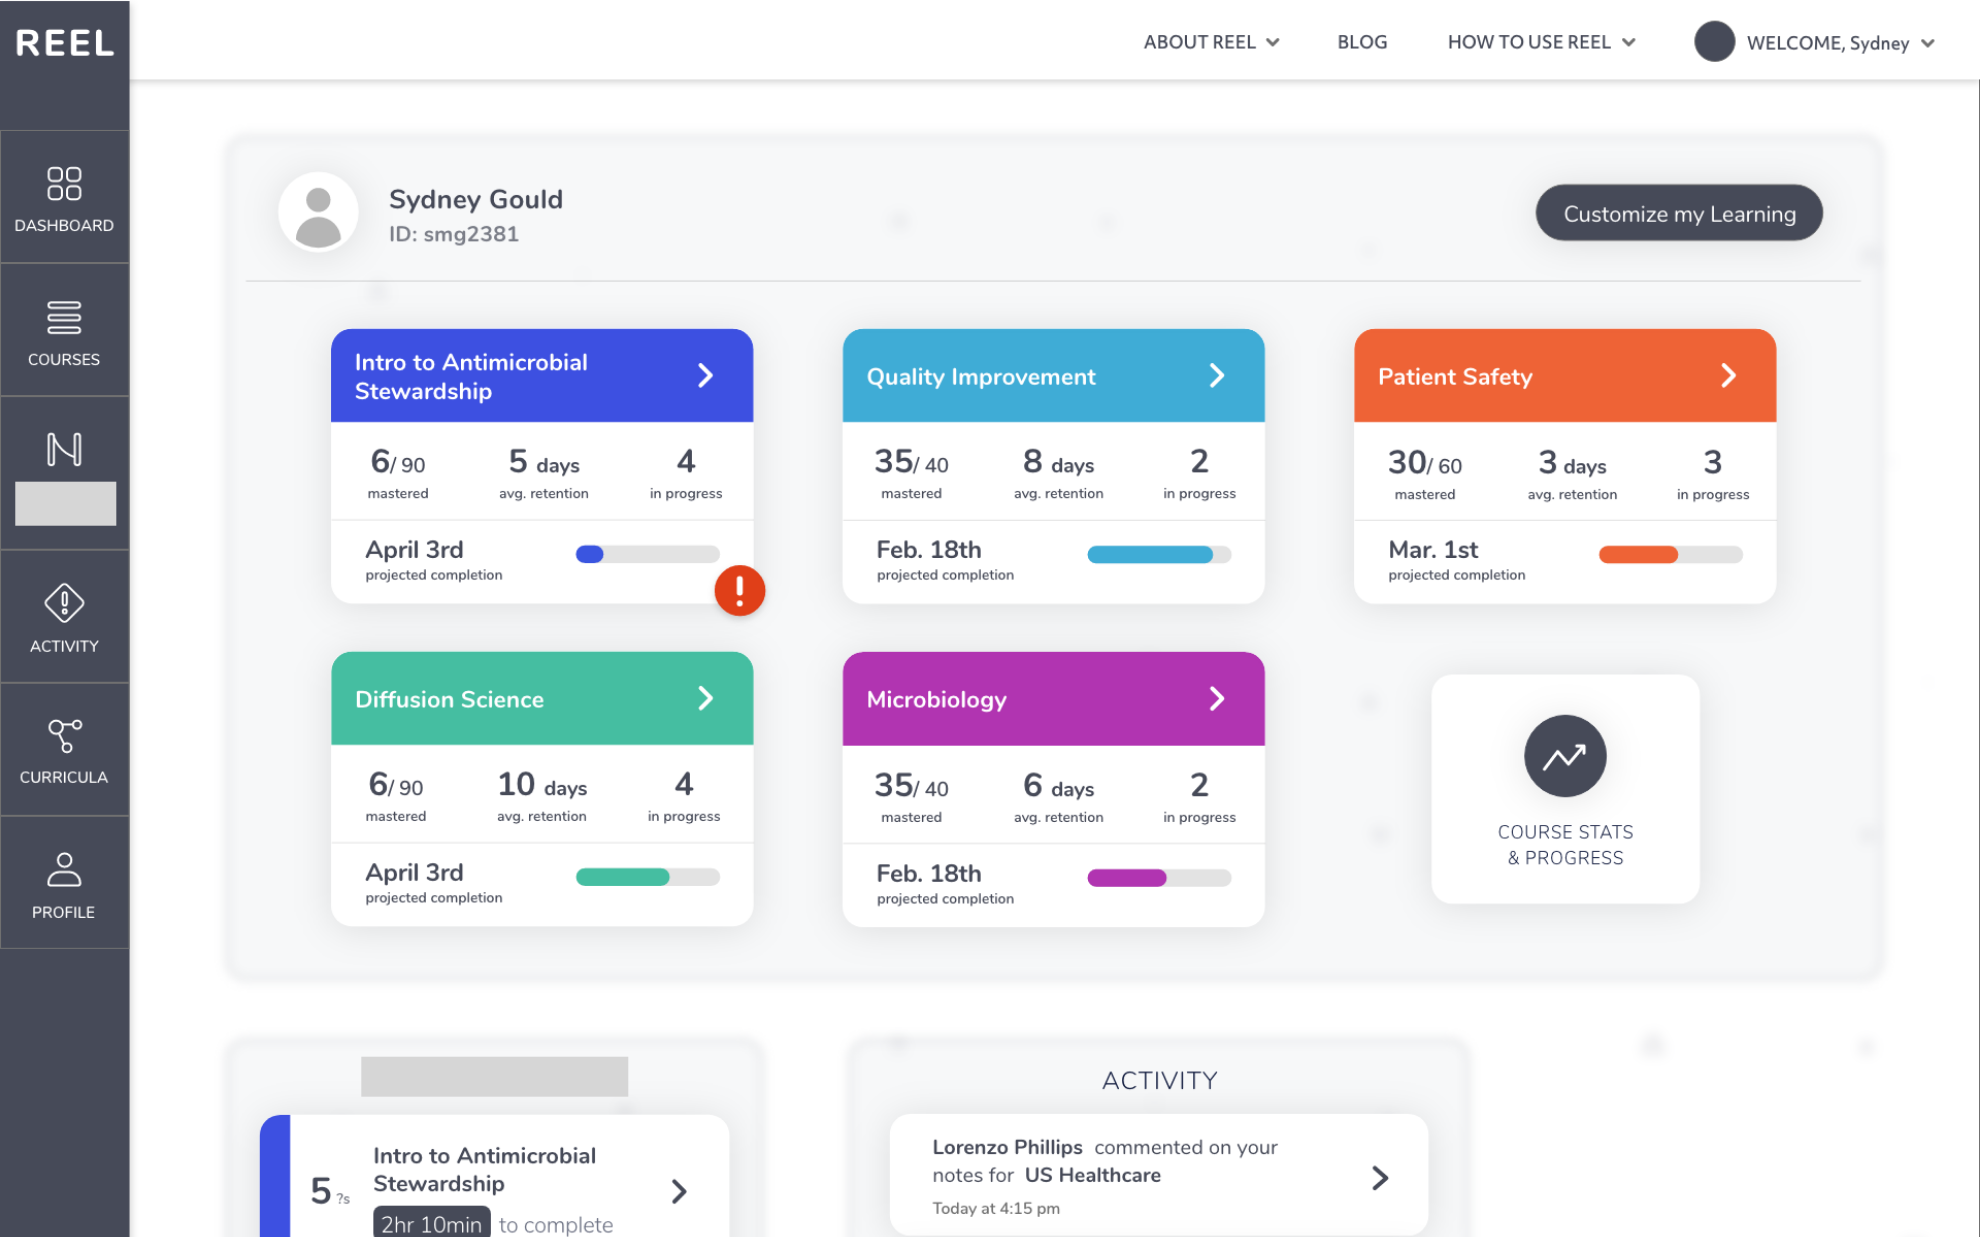 REEL
ABOUT REEL
BLOG
HOW TO USE REEL
WELCOME, Sydney
DASHBOARD
COURSES
N
ACTIVITY
CURRICULA
PROFILE
Sydney Gould
ID: smg2381
Customize my Learning
Intro to Antimicrobial
Stewardship
6/ 90
mastered
5 days
avg. retention
4
in progress
April 3rd
projected completion
!
Quality Improvement
35/ 40
mastered
8 days
avg. retention
2
in progress
Feb. 18th
projected completion
Patient Safety
30/ 60
mastered
3 days
avg. retention
3
in progress
Mar. 1st
projected completion
Diffusion Science
6/ 90
mastered
10 days
avg. retention
4
in progress
April 3rd
projected completion
Microbiology
35/ 40
mastered
6 days
avg. retention
2
in progress
Feb. 18th
projected completion
COURSE STATS
& PROGRESS
5 ?s
Intro to Antimicrobial
Stewardship
2hr 10min to complete
ACTIVITY
Lorenzo Phillips commented on your
notes for US Healthcare
Today at 4:15 pm